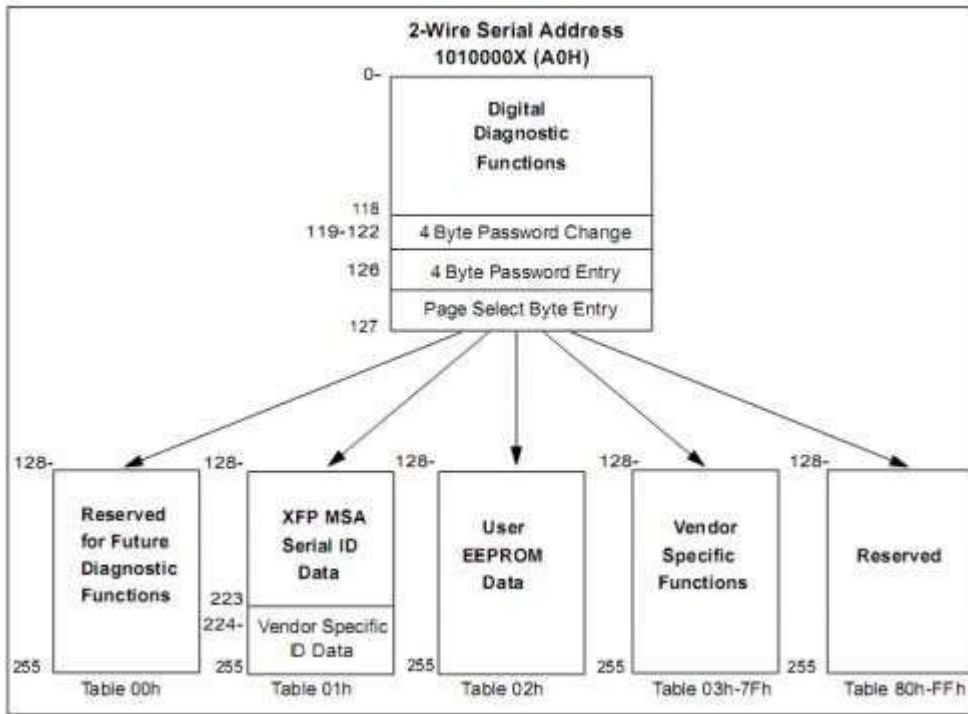 2-Wire Serial Address
1010000X (A0H)
0-
Digital
Diagnostic
Functions
118
119-122
4 Byte Password Change
126
4 Byte Password Entry
Page Select Byte Entry
127
128-
128-
128-
128-
128-
Reserved
for Future
Diagnostic
Functions
XFP MSA
Serial ID
Data
User
EEPROM
Data
Vendor
Specific
Functions
Reserved
223
224-
Vendor Specific
ID Data
255
255
255
255
255
Table 00h
Table 01h
Table 02h
Table 03h-7Fh
Table 80h-FFh